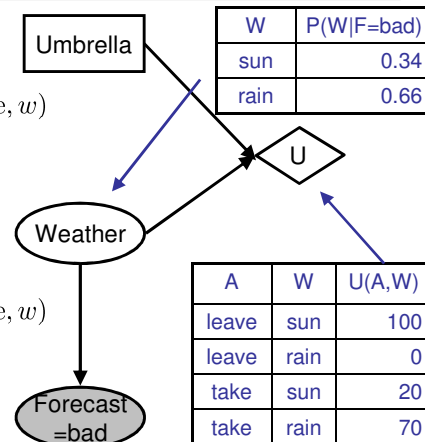 Umbrella
W P(W|F=bad)
sun 0.34
rain 0.66
e, w)
U
Weather
A W U(A,W)
leave sun 100
leave rain 0
take sun 20
take rain 70
e, w)
Forecast
=bad